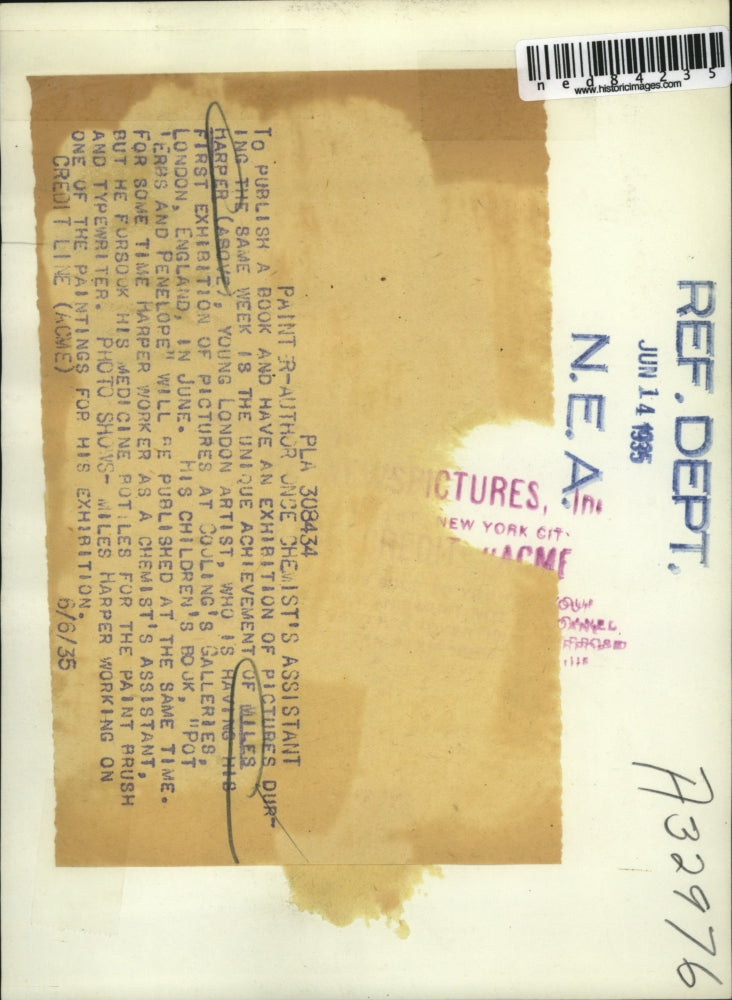 ned84235
www.historicimages.com
REF. DEPT.
JUN 14 1935
N.E.A.
PICTURES, In
NEW YORK CIT
ACME
A32976
PLA 308434
PAINT R-AUTHOR ONCE CHEMIST'S ASSISTANT
TO PUBLISH A BOOK AND HAVE AN EXHIBITION OF PICTURES DUR-
ING THE SAME WEEK IS THE UNIQUE ACHIEVEMENT OF MILES
HARPER (ABOVE), YOUNG LONDON ARTIST, WHO IS HAVING HIS
FIRST EXHIBITION OF PICTURES AT COOLING'S GALLERIES,
LONDON, ENGLAND, IN JUNE. HIS CHILDREN'S BOOK, "POT
TERBS AND PENELOPE" WILL BE PUBLISHED AT THE SAME TIME.
FOR SOME TIME HARPER WORKER AS A CHEMIST'S ASSISTANT,
BUT HE FORSOOK HIS MEDICINE BOTTLES FOR THE PAINT BRUSH
AND TYPEWRITER. PHOTO SHOWS- MILES HARPER WORKING ON
ONE OF THE PAINTINGS FOR HIS EXHIBITION.
CREDIT LINE (ACME) 6/6/35